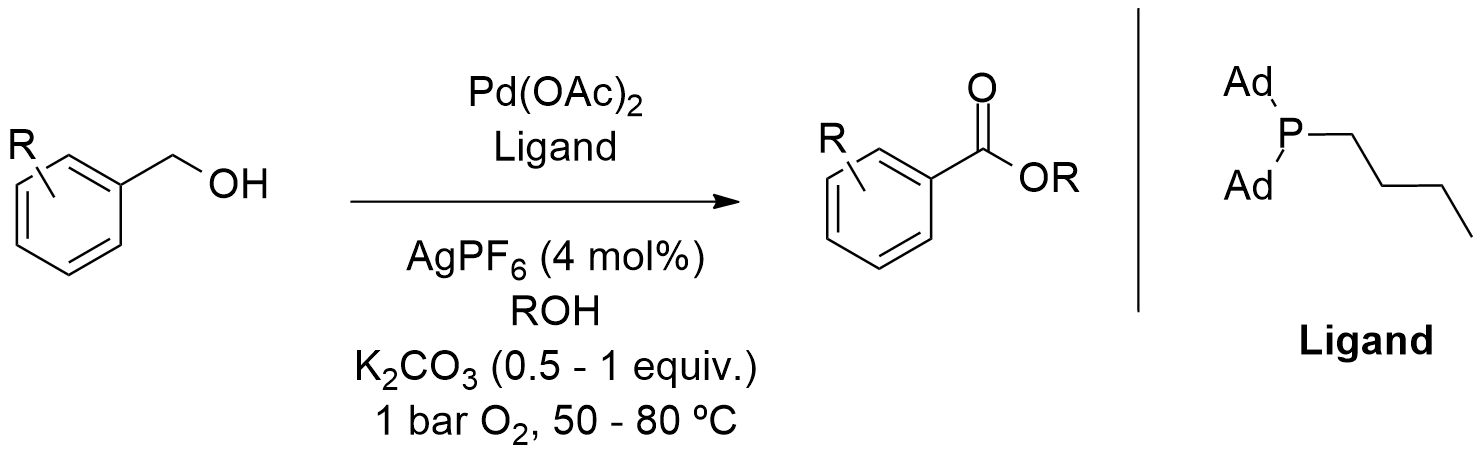 R
OH
Pd(OAc)2
Ligand
AgPF6 (4 mol%)
ROH
K2CO3 (0.5 - 1 equiv.)
1 bar O2, 50 - 80 ºC
R
O
OR
Ad
P
Ad
Ligand